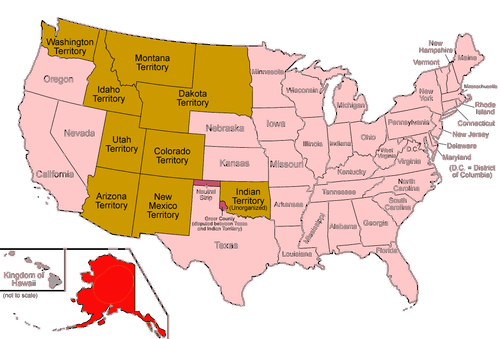 Washington
Territory
Montana
Territory
Oregon
Idaho
Territory
Dakota
Territory
Minnesota
Wisconsin
Michigan
New
Hampshire
Vermont
Maine
Massachusetts
New
York
Rhode
Island
Connecticut
New Jersey
Pennsylvania
Delaware
Maryland
(D.C. = District
of Columbia)
D.C.
Nevada
Utah
Territory
Colorado
Territory
Nebraska
Iowa
Illinois
Indiana
Ohio
West
Virginia
Virginia
California
Kansas
Missouri
Kentucky
North
Carolina
Tennessee
South
Carolina
Arizona
Territory
New
Mexico
Territory
Neutral
Strip
Indian
Territory
(Unorganized)
Greer County
(disputed between Texas
and Indian Territory)
Arkansas
Mississippi
Alabama
Georgia
Texas
Louisiana
Florida
Kingdom of
Hawaii
(not to scale)